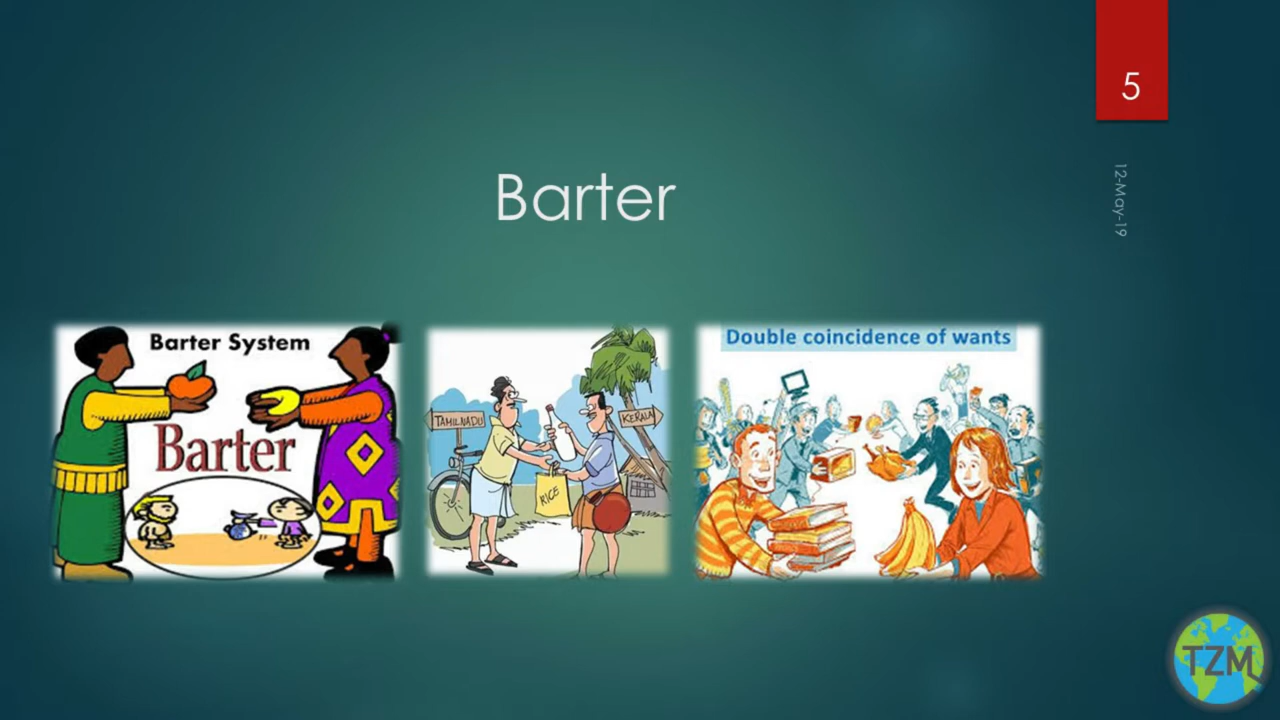 5
12-May-19
Barter
Barter System
Barter
TAMILNADU
KERALA
RICE
Double coincidence of wants
TZM